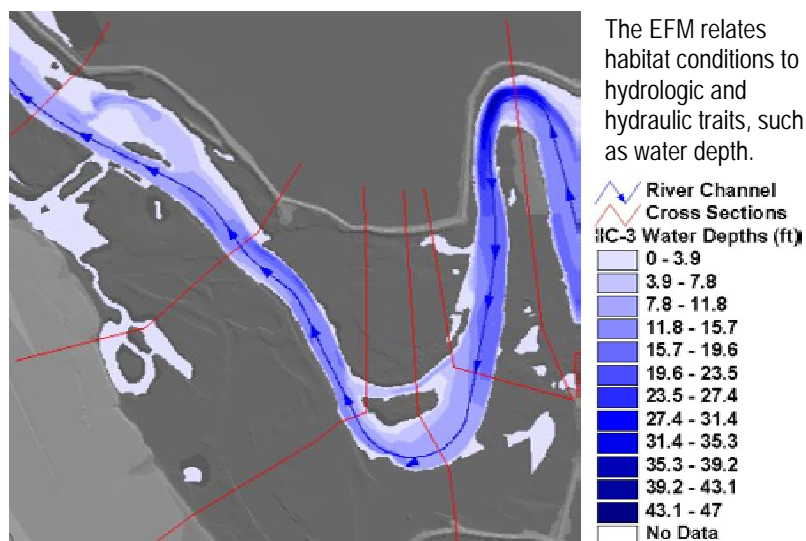 The EFM relates
habitat conditions to
hydrologic and
hydraulic traits, such
as water depth.
River Channel
Cross Sections
Water Depths (ft)
0 - 3.9
3.9 - 7.8
7.8 - 11.8
11.8 - 15.7
15.7 - 19.6
19.6 - 23.5
23.5 - 27.4
27.4 - 31.4
31.4 - 35.3
35.3 - 39.2
39.2 - 43.1
43.1 - 47
No Data